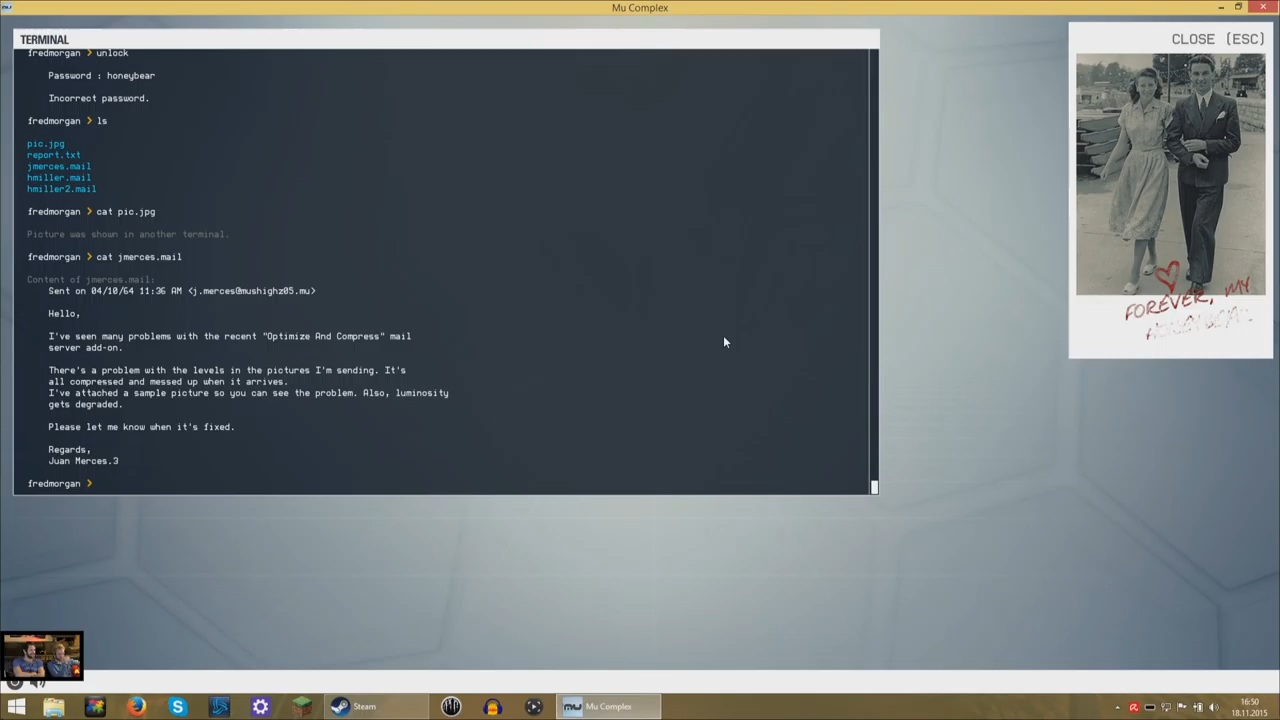 Mu Complex
TERMINAL
CLOSE (ESC)
fredmorgan > unlock
Password : honeybear
Incorrect password.
fredmorgan > ls
pic.jpg
report.txt
jmerces.mail
hmiller.mail
hmiller2.mail
fredmorgan > cat pic.jpg
Picture was shown in another terminal.
fredmorgan > cat jmerces.mail
Content of jmerces.mail:
Sent on 04/10/64 11:36 AM <j.merces@mushighz05.mu>
Hello,
I've seen many problems with the recent "Optimize And Compress" mail
server add-on.
There's a problem with the levels in the pictures I'm sending. It's
all compressed and messed up when it arrives.
I've attached a sample picture so you can see the problem. Also, luminosity
gets degraded.
Please let me know when it's fixed.
Regards,
Juan Merces.3
fredmorgan >
FOREVER, MY
Steam
mu
Mu Complex
16:50
18.11.2015